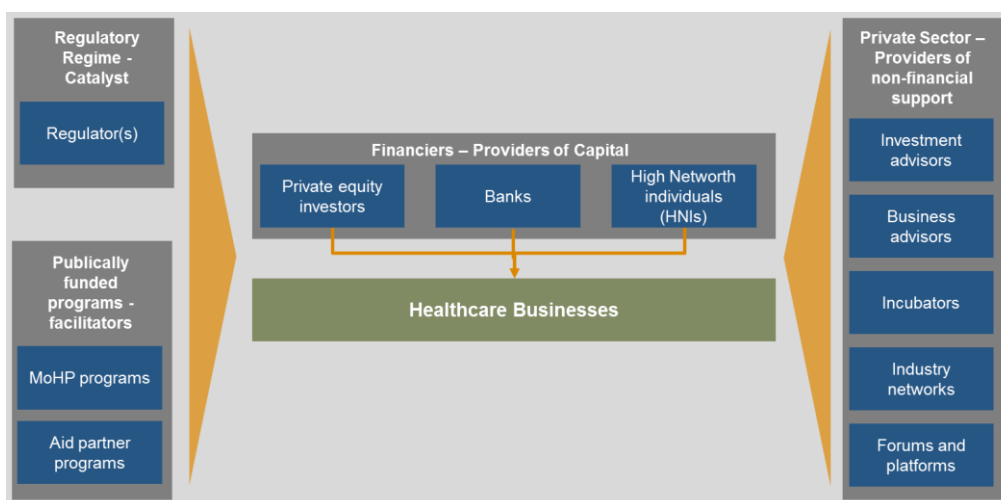 Regulatory
Regime -
Catalyst
Regulator(s)
Publically
funded
programs -
facilitators
MoHP programs
Aid partner
programs
Financiers – Providers of Capital
Private equity
investors
Banks
High Networth
individuals
(HNIs)
Healthcare Businesses
Private Sector –
Providers of
non-financial
support
Investment
advisors
Business
advisors
Incubators
Industry
networks
Forums and
platforms